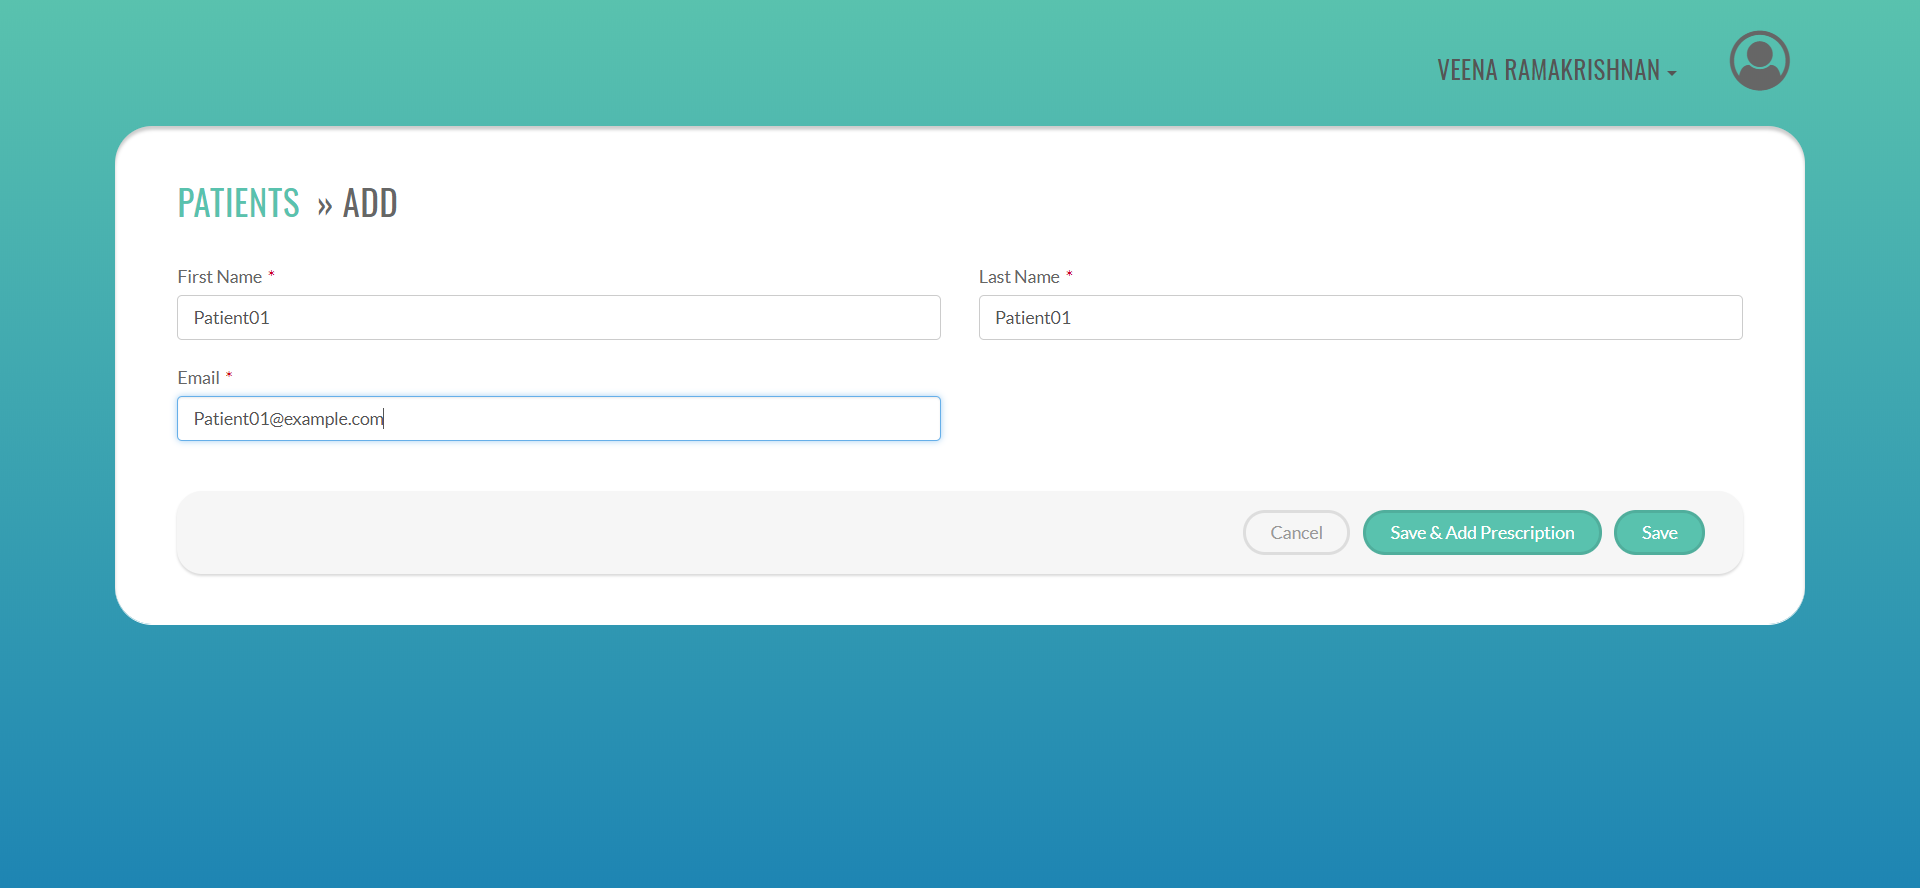 VEENA RAMAKRISHNAN
PATIENTS » ADD
First Name *
Last Name *
Patient01
Patient01
Email *
Patient01@example.com
Cancel
Save & Add Prescription
Save